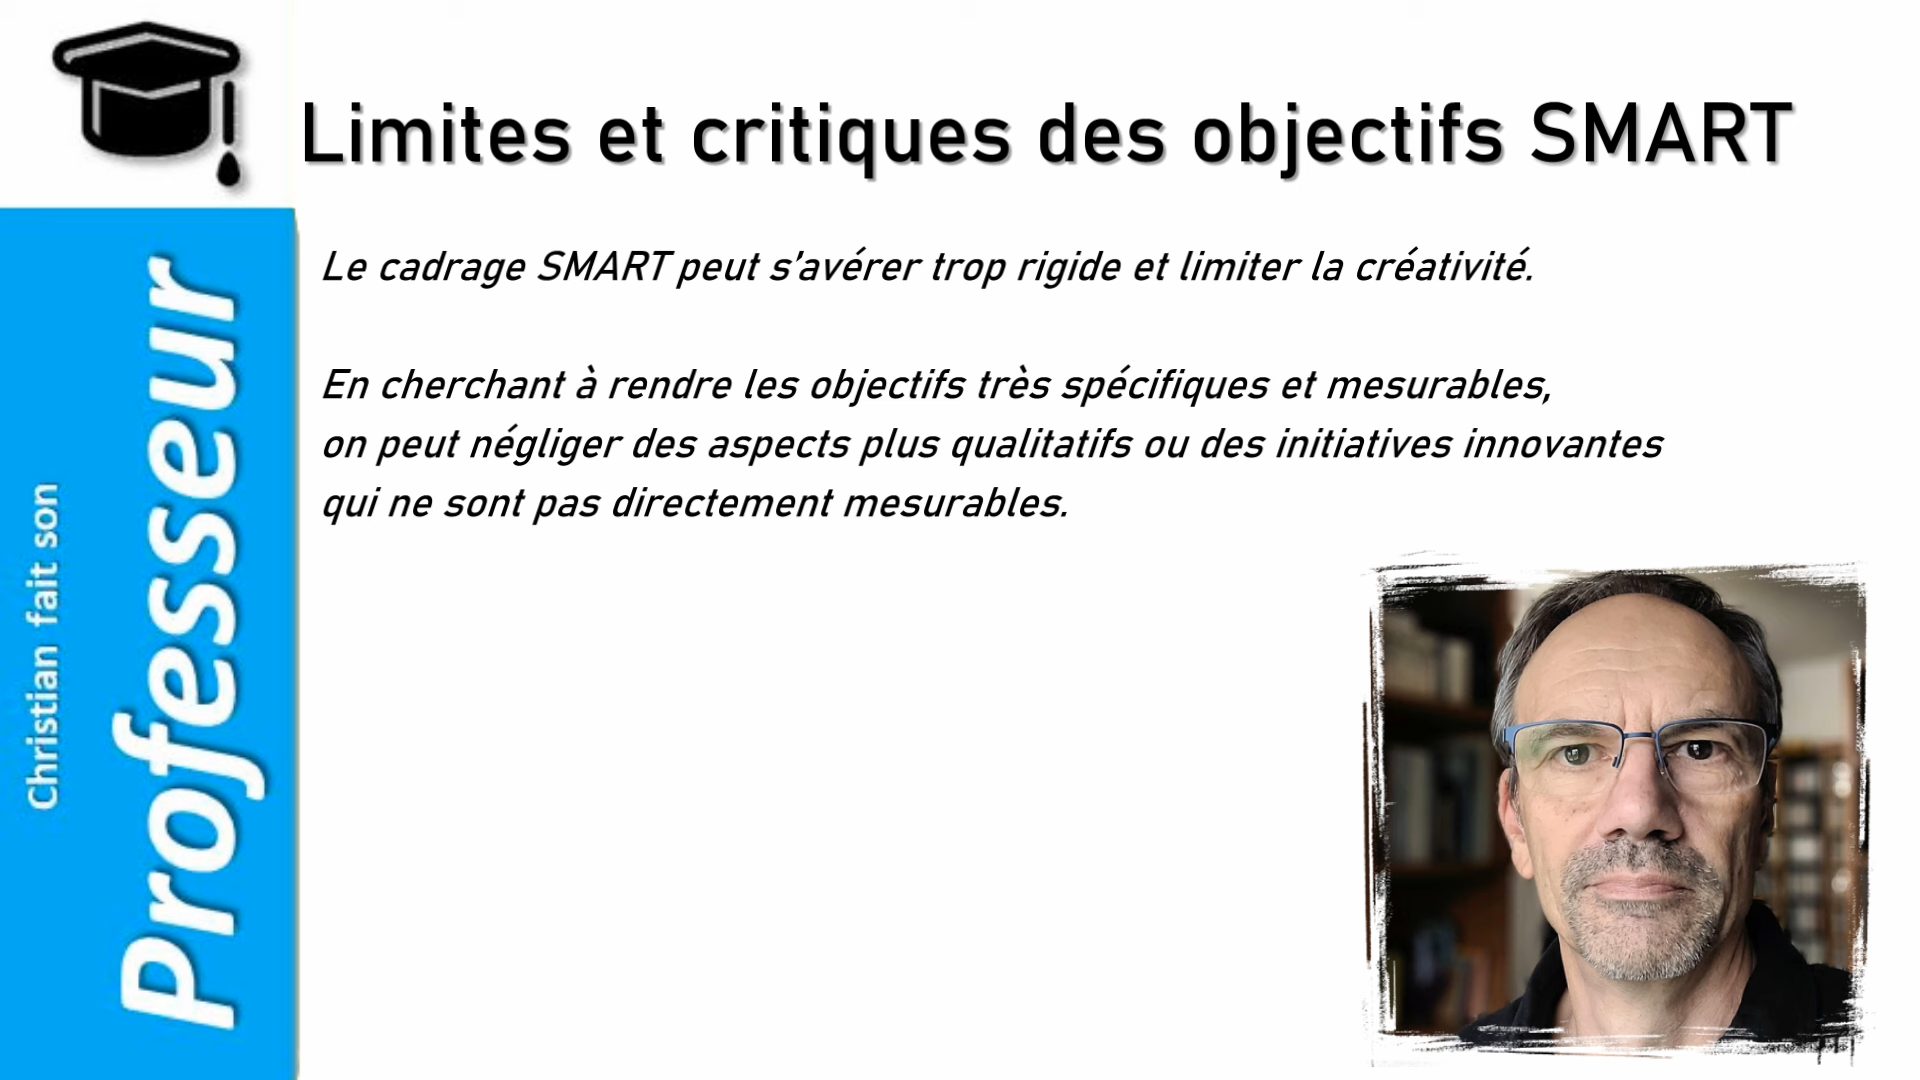 Limites et critiques des objectifs SMART
Le cadrage SMART peut s’avérer trop rigide et limiter la créativité.
En cherchant à rendre les objectifs très spécifiques et mesurables,
on peut négliger des aspects plus qualitatifs ou des initiatives innovantes
qui ne sont pas directement mesurables.
Christian fait son
Professeur